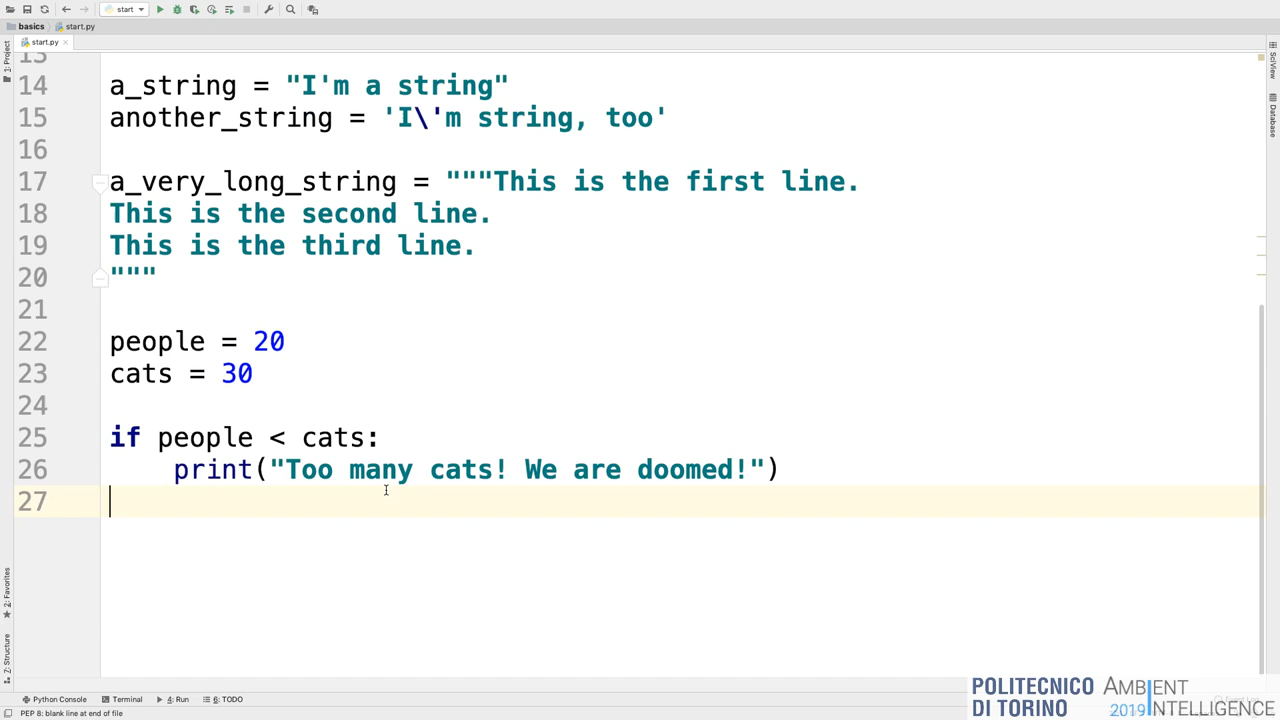 start
basics start.py
start.py
1: Project
SciView
Database
13
14 a_string = "I'm a string"
15 another_string = 'I\'m string, too'
16
17 a_very_long_string = """This is the first line.
18 This is the second line.
19 This is the third line.
20 """
21
22 people = 20
23 cats = 30
24
25 if people < cats:
26 print("Too many cats! We are doomed!")
27
2: Favorites
7: Structure
Python Console Terminal 4: Run 6: TODO
PEP 8: blank line at end of file
POLITECNICO
DI TORINO
AMBIENT
2019 INTELLIGENCE